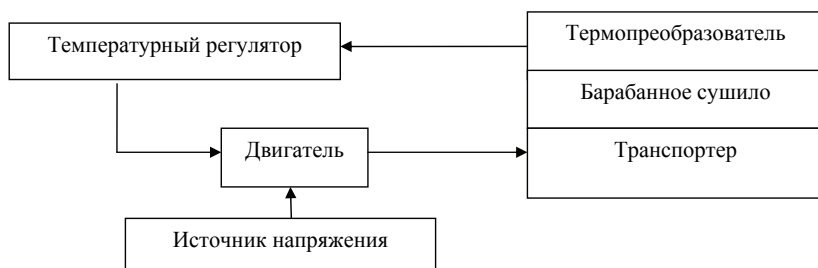 Температурный регулятор
Термопреобразователь
Барабанное сушило
Двигатель
Транспортер
Источник напряжения